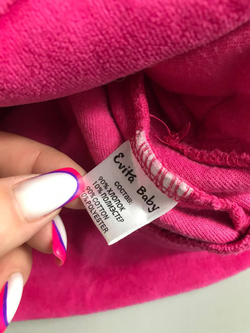 Evita Baby
СОСТАВ:
90% ХЛОПОК
10% ПОЛИЭСТЕР
90% COTTON
10% POLYESTER